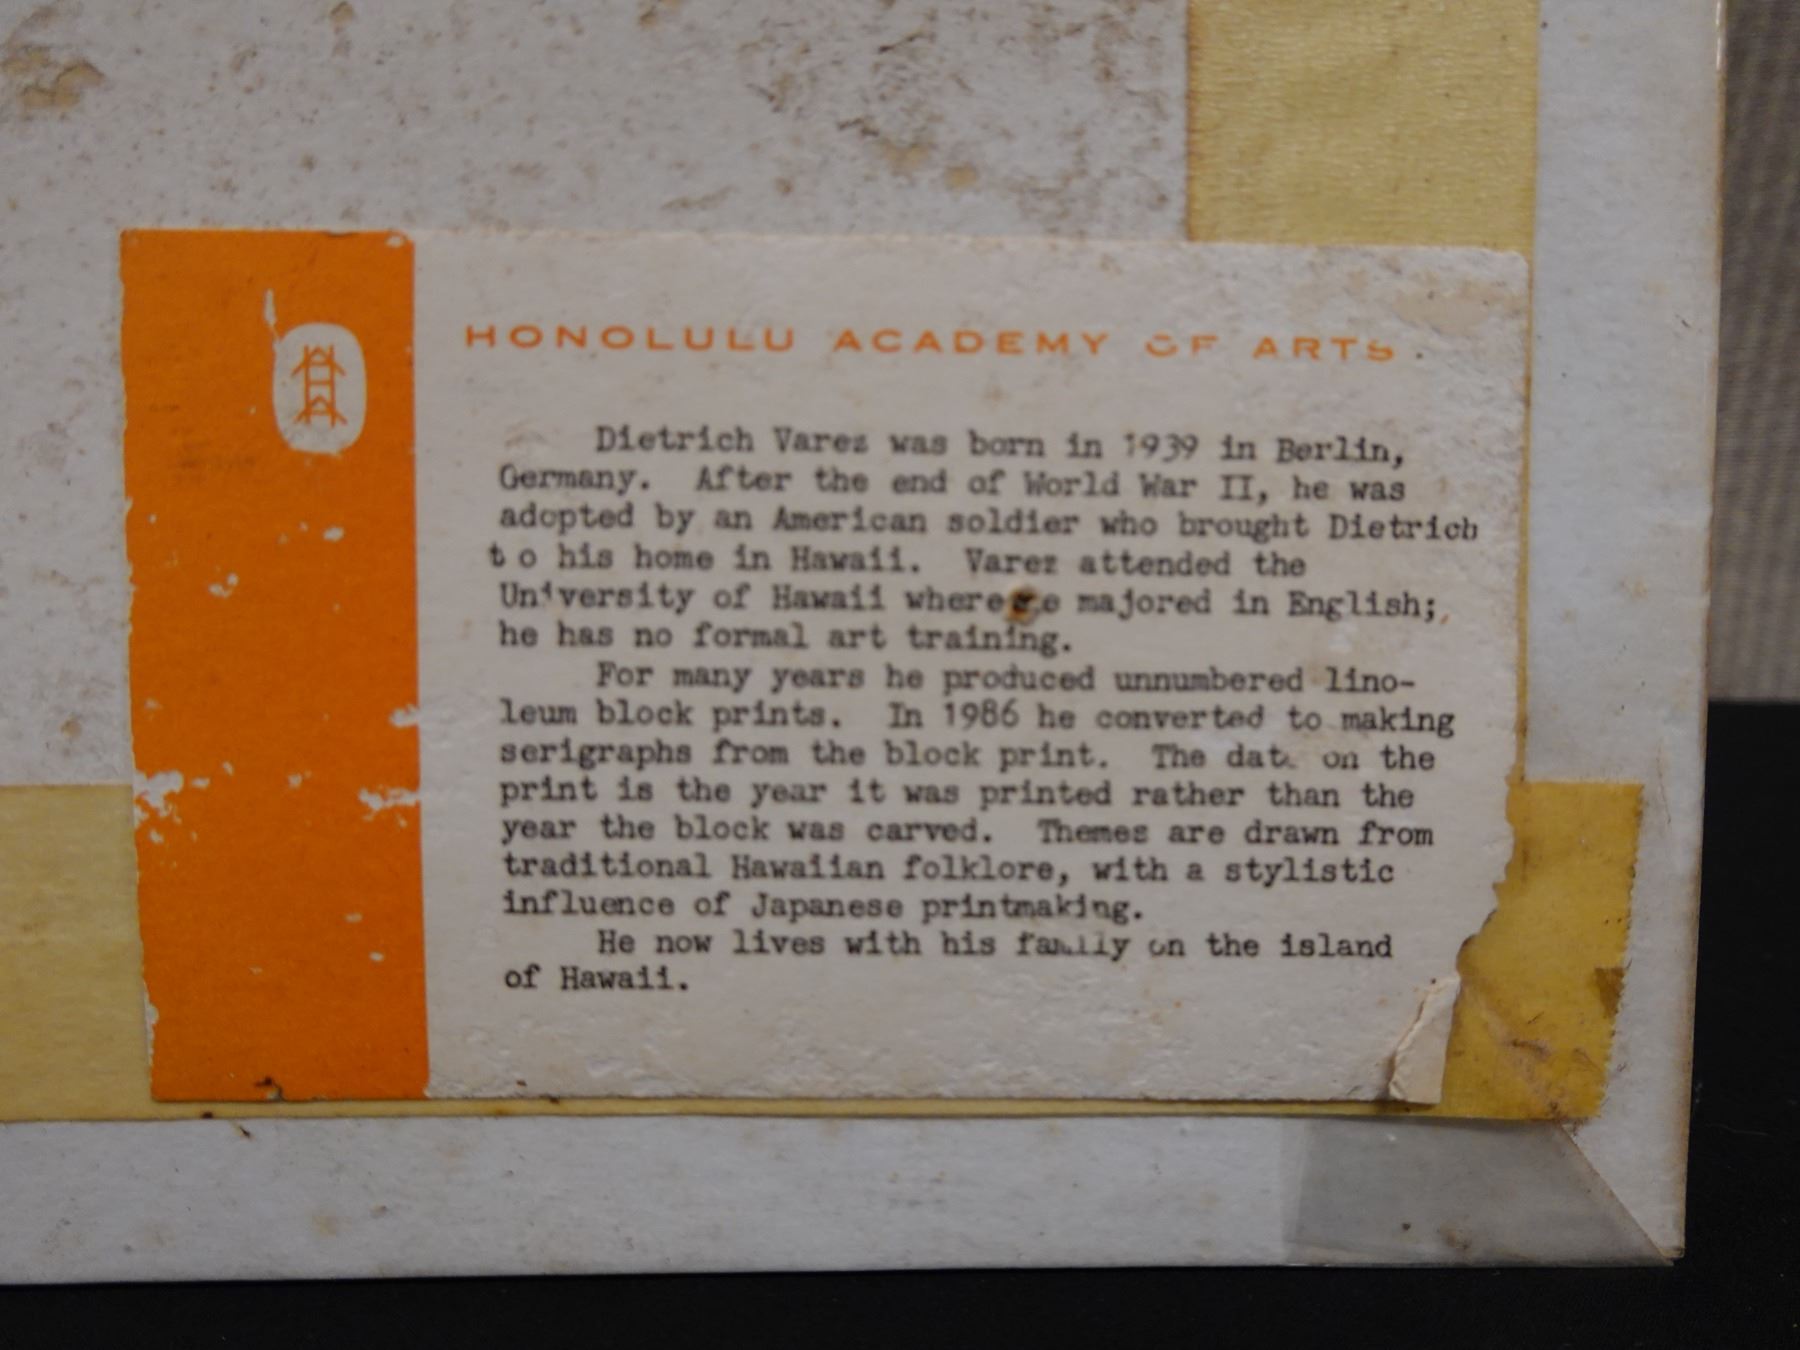 HONOLULU ACADEMY OF ARTS
Dietrich Varez was born in 1939 in Berlin,
Germany. After the end of World War II, he was
adopted by an American soldier who brought Dietrich
to his home in Hawaii. Varez attended the
University of Hawaii where he majored in English;
he has no formal art training.
For many years he produced unnumbered lino-
leum block prints. In 1986 he converted to making
serigraphs from the block print. The date on the
print is the year it was printed rather than the
year the block was carved. Themes are drawn from
traditional Hawaiian folklore, with a stylistic
influence of Japanese printmaking.
He now lives with his family on the island
of Hawaii.